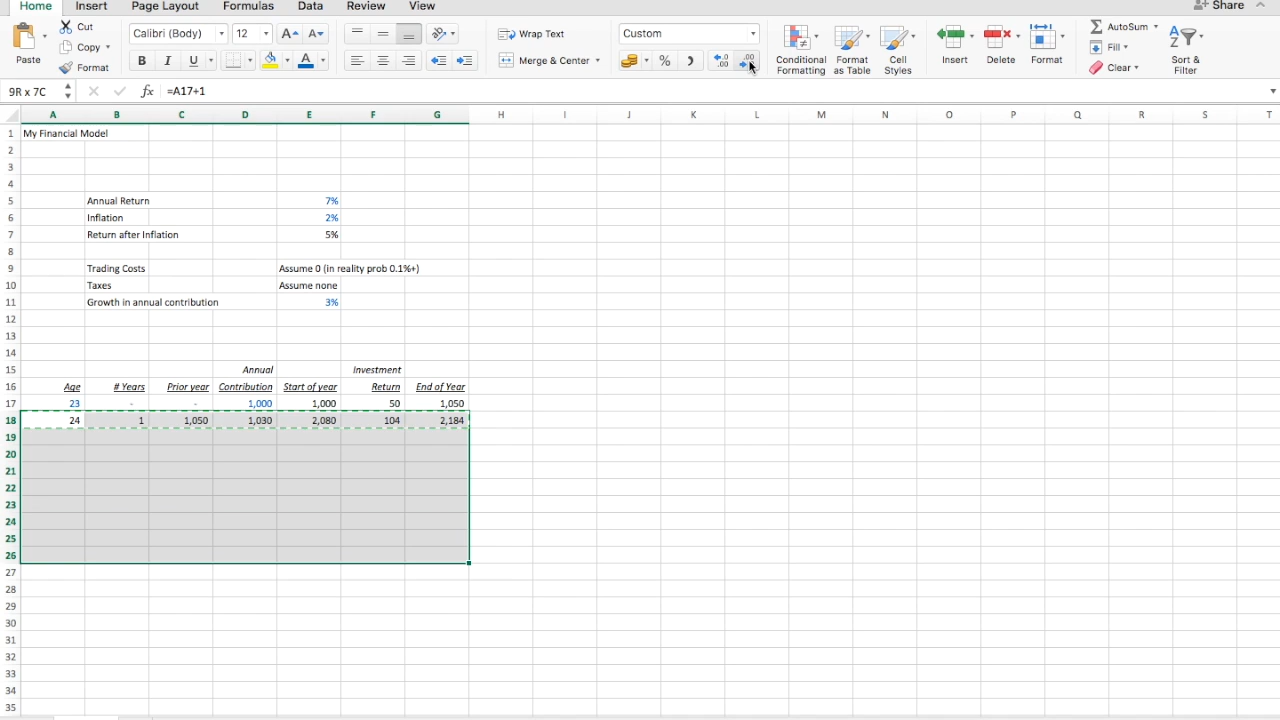 Home Insert Page Layout Formulas Data Review View Share
Cut
Copy
Format
Paste
Calibri (Body) 12 A A
B I U A
Wrap Text
Merge & Center
Custom
% .0 .00 .00 .0
Conditional Formatting
Format as Table
Cell Styles
Insert
Delete
Format
AutoSum
Fill
Clear
Sort & Filter
9R x 7C fx =A17+1
A B C D E F G H I J K L M N O P Q R S T
1 My Financial Model
2
3
4
5 Annual Return 7%
6 Inflation 2%
7 Return after Inflation 5%
8
9 Trading Costs Assume 0 (in reality prob 0.1%+)
10 Taxes Assume none
11 Growth in annual contribution 3%
12
13
14
15 Annual Investment
16 Age # Years Prior year Contribution Start of year Return End of Year
17 23 - - 1,000 1,000 50 1,050
18 24 1 1,050 1,030 2,080 104 2,184
19
20
21
22
23
24
25
26
27
28
29
30
31
32
33
34
35